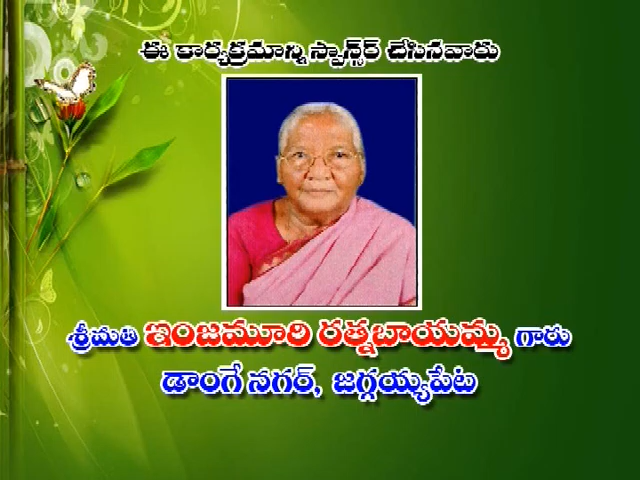 ఈ కార్యక్రమాన్ని స్పాన్సర్ చేసినవారు
శ్రీమతి ఇంజమూరి రత్నబాయమ్మ గారు
డాంగే నగర్, జగ్గయ్యపేట